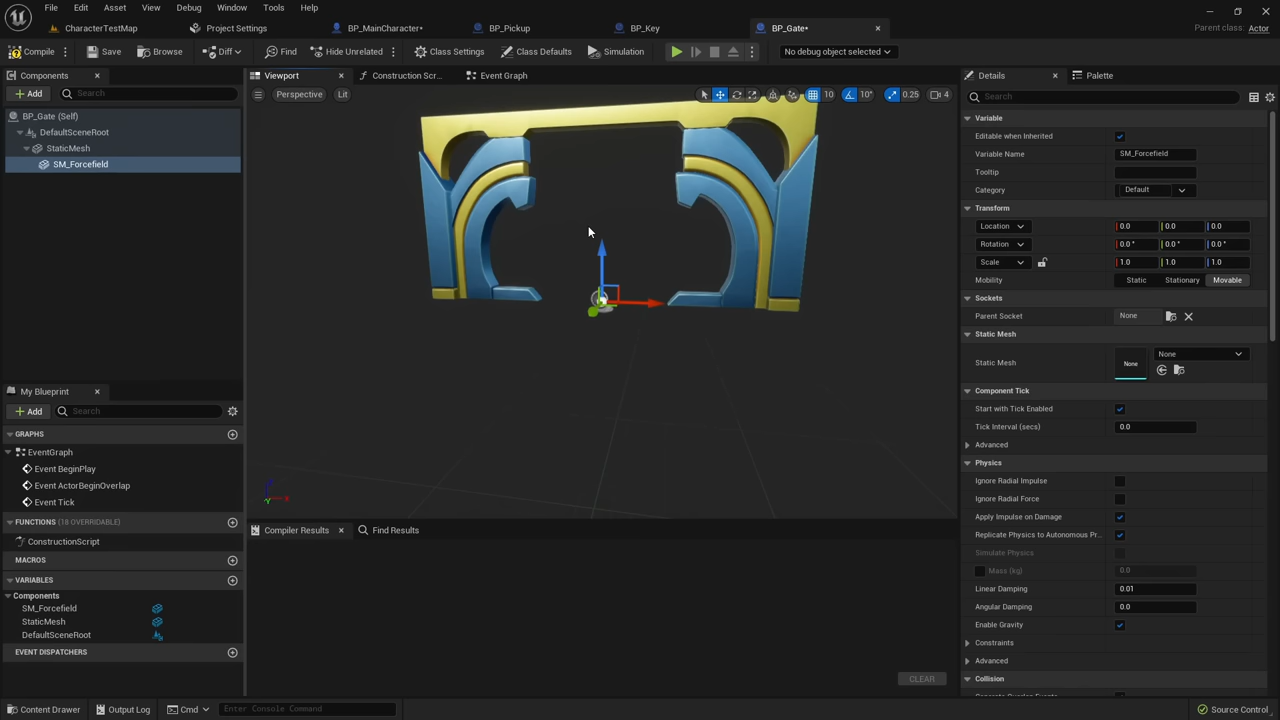 File Edit Asset View Debug Window Tools Help
CharacterTestMap Project Settings BP_MainCharacter* BP_Pickup BP_Key BP_Gate* Parent class: Actor
Compile Save Browse Diff Find Hide Unrelated Class Settings Class Defaults Simulation No debug object selected
Components
Add Search
BP_Gate (Self)
DefaultSceneRoot
StaticMesh
SM_Forcefield
My Blueprint
Add Search
GRAPHS
EventGraph
Event BeginPlay
Event ActorBeginOverlap
Event Tick
FUNCTIONS (18 OVERRIDABLE)
ConstructionScript
MACROS
VARIABLES
Components
SM_Forcefield
StaticMesh
DefaultSceneRoot
EVENT DISPATCHERS
Viewport Construction Scr... Event Graph
Perspective Lit 10 10° 0.25 4
Compiler Results Find Results
CLEAR
Details Palette
Search
Variable
Editable when Inherited
Variable Name SM_Forcefield
Tooltip
Category Default
Transform
Location 0.0 0.0 0.0
Rotation 0.0 ° 0.0 ° 0.0 °
Scale 1.0 1.0 1.0
Mobility Static Stationary Movable
Sockets
Parent Socket None
Static Mesh
Static Mesh None None
Component Tick
Start with Tick Enabled
Tick Interval (secs) 0.0
Advanced
Physics
Ignore Radial Impulse
Ignore Radial Force
Apply Impulse on Damage
Replicate Physics to Autonomous Pr...
Simulate Physics
Mass (kg) 0.0
Linear Damping 0.01
Angular Damping 0.0
Enable Gravity
Constraints
Advanced
Collision
Content Drawer Output Log Cmd Enter Console Command Source Control